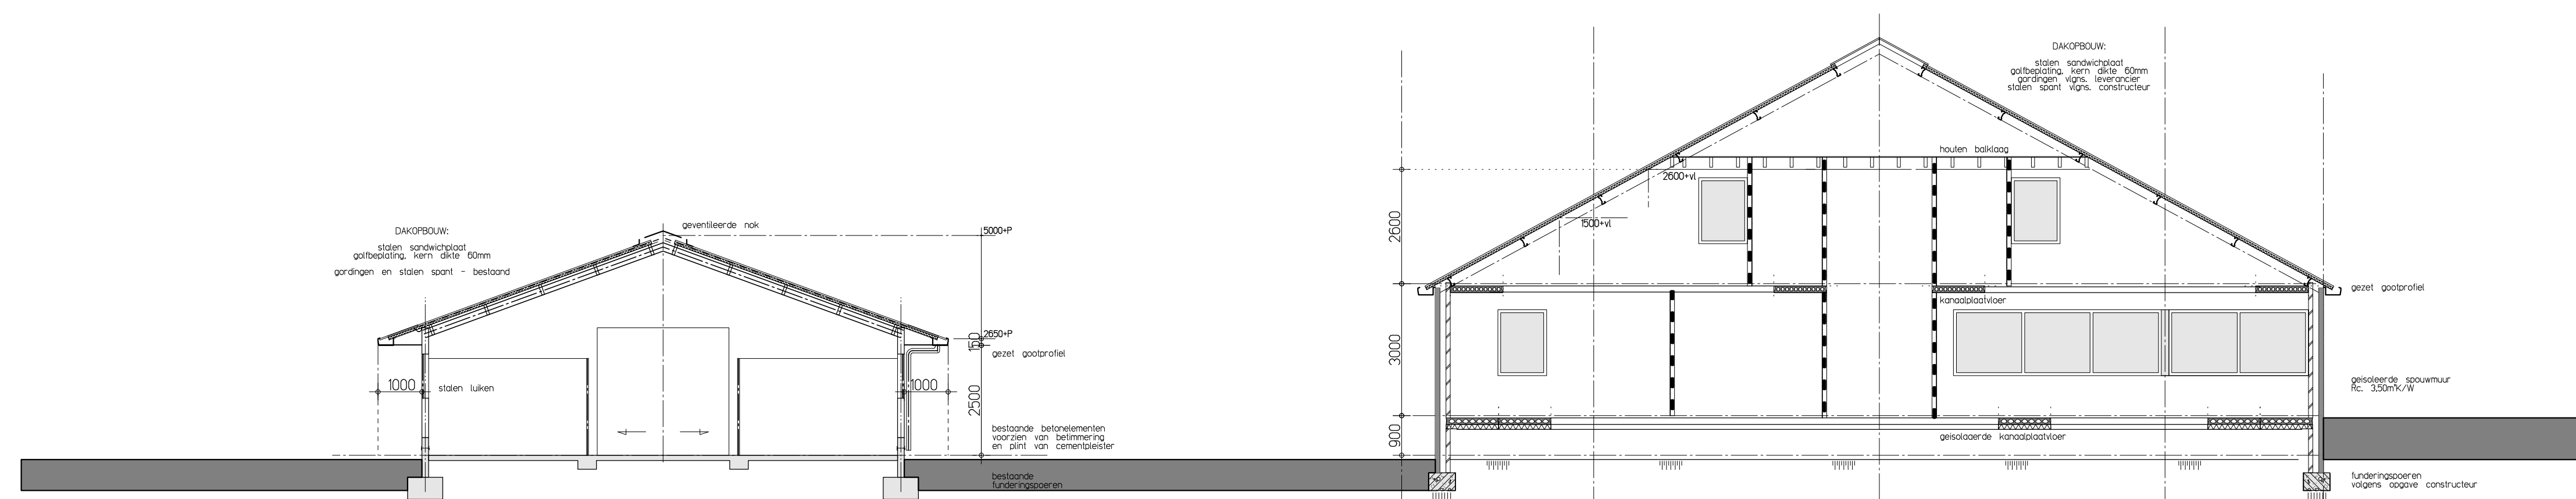 DAKOPBOUW:
stalen sandwichplaat
golfbeplating, kern dikte 60mm
gordingen en stalen spant - bestaand
geventileerde nok
5000+P
2650+P
150
gezet gootprofiel
1000
stalen luiken
1000
2500
bestaande betonelementen
voorzien van betimmering
en plint van cementpleister
bestaande
funderingspoeren
DAKOPBOUW:
stalen sandwichplaat
golfbeplating, kern dikte 60mm
gordingen vlgns. leverancier
stalen spant vlgns. constructeur
houten balklaag
2600+vl
1500+vl
2600
3000
900
kanaalplaatvloer
gezet gootprofiel
geisoleerde spouwmuur
Rc. 3,50m²K/W
geisolaaerde kanaalplaatvloer
funderingspoeren
volgens opgave constructeur